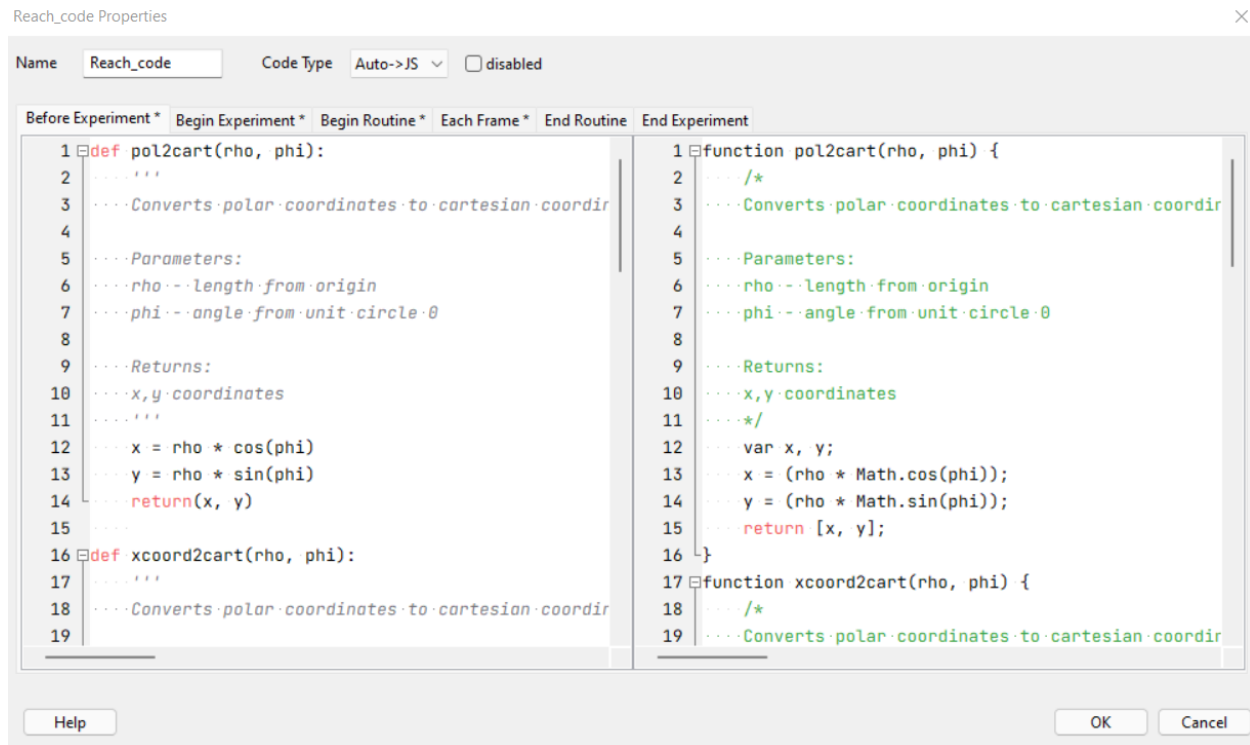 Reach_code Properties
Name Reach_code Code Type Auto->JS disabled
Before Experiment * Begin Experiment * Begin Routine * Each Frame * End Routine End Experiment
1 def pol2cart(rho, phi):
2 '''
3 Converts polar coordinates to cartesian coordin
4
5 Parameters:
6 rho - length from origin
7 phi - angle from unit circle 0
8
9 Returns:
10 x,y coordinates
11 '''
12 x = rho * cos(phi)
13 y = rho * sin(phi)
14 return(x, y)
15
16 def xcoord2cart(rho, phi):
17 '''
18 Converts polar coordinates to cartesian coordin
19
1 function pol2cart(rho, phi) {
2 /*
3 Converts polar coordinates to cartesian coordin
4
5 Parameters:
6 rho - length from origin
7 phi - angle from unit circle 0
8
9 Returns:
10 x,y coordinates
11 */
12 var x, y;
13 x = (rho * Math.cos(phi));
14 y = (rho * Math.sin(phi));
15 return [x, y];
16 }
17 function xcoord2cart(rho, phi) {
18 /*
19 Converts polar coordinates to cartesian coordin
Help OK Cancel